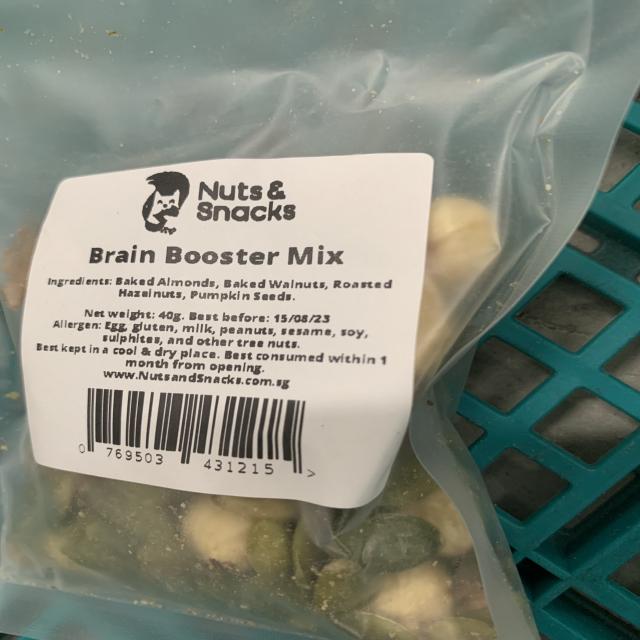 Nuts &
Snacks
Brain Booster Mix
Ingredients: Baked Almonds, Baked Walnuts, Roasted
Hazelnuts, Pumpkin Seeds.
Net weight: 40g. Best before: 15/08/23
Allergen: Egg, gluten, milk, peanuts, sesame, soy,
sulphites, and other tree nuts.
Best kept in a cool & dry place. Best consumed within 1
month from opening.
www.NutsandSnacks.com.sg
0 769503 431215 >